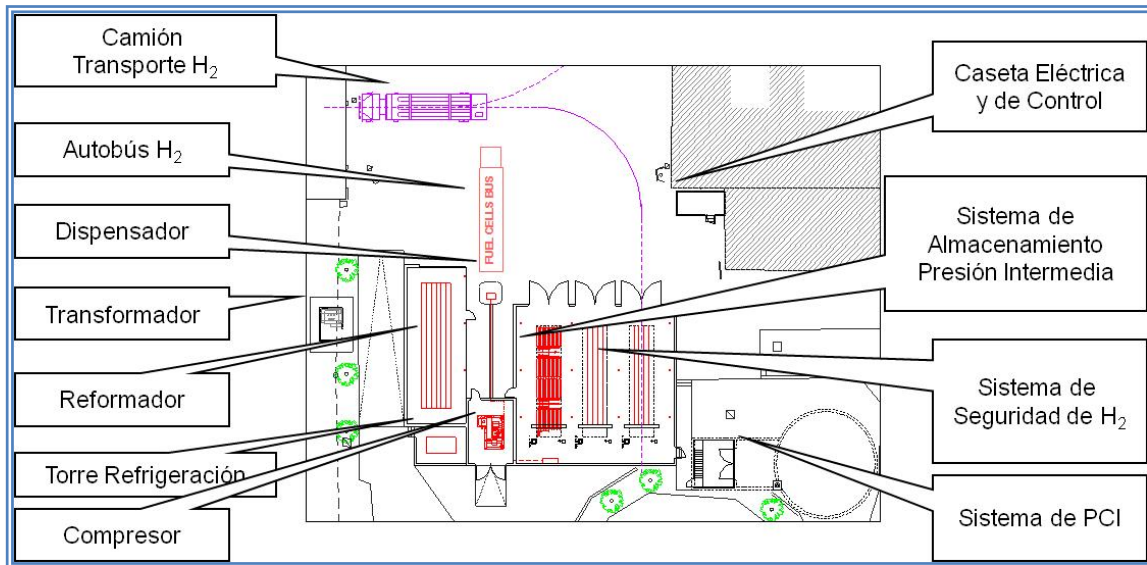 Camión
Transporte H₂
Autobús H₂
Dispensador
Transformador
Reformador
Torre Refrigeración
Compresor
FUEL CELLS BUS
Caseta Eléctrica
y de Control
Sistema de
Almacenamiento
Presión Intermedia
Sistema de
Seguridad de H₂
Sistema de PCI